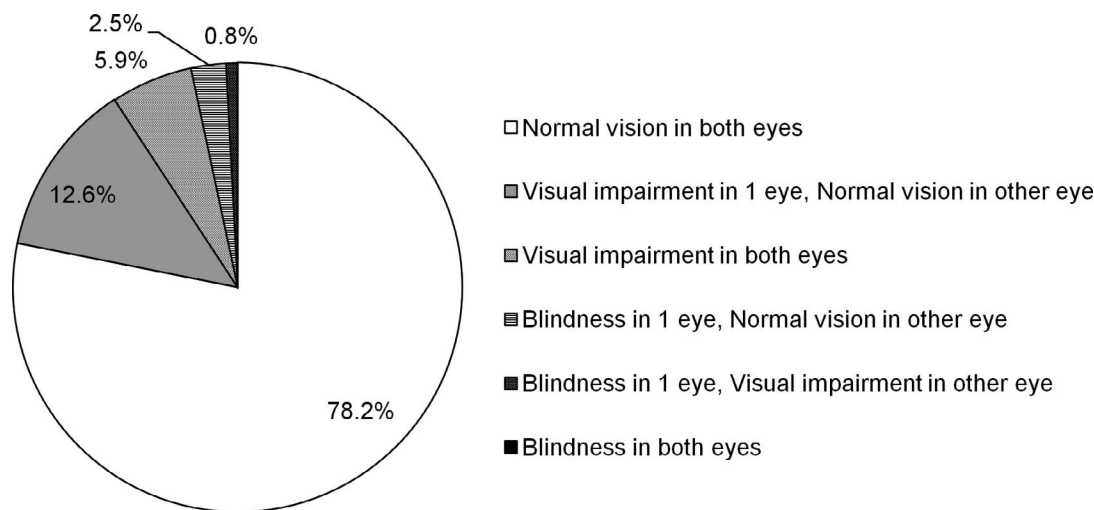 2.5%
0.8%
5.9%
12.6%
78.2%
Normal vision in both eyes
Visual impairment in 1 eye, Normal vision in other eye
Visual impairment in both eyes
Blindness in 1 eye, Normal vision in other eye
Blindness in 1 eye, Visual impairment in other eye
Blindness in both eyes